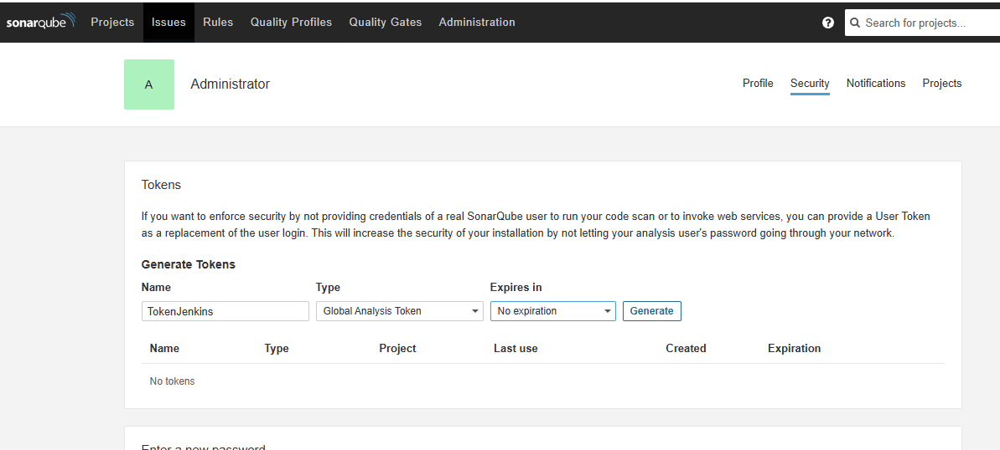 sonarqube Projects Issues Rules Quality Profiles Quality Gates Administration ? Search for projects...
A Administrator Profile Security Notifications Projects
Tokens
If you want to enforce security by not providing credentials of a real SonarQube user to run your code scan or to invoke web services, you can provide a User Token
as a replacement of the user login. This will increase the security of your installation by not letting your analysis user's password going through your network.
Generate Tokens
Name Type Expires in
TokenJenkins Global Analysis Token No expiration Generate
Name Type Project Last use Created Expiration
No tokens
Enter a new password